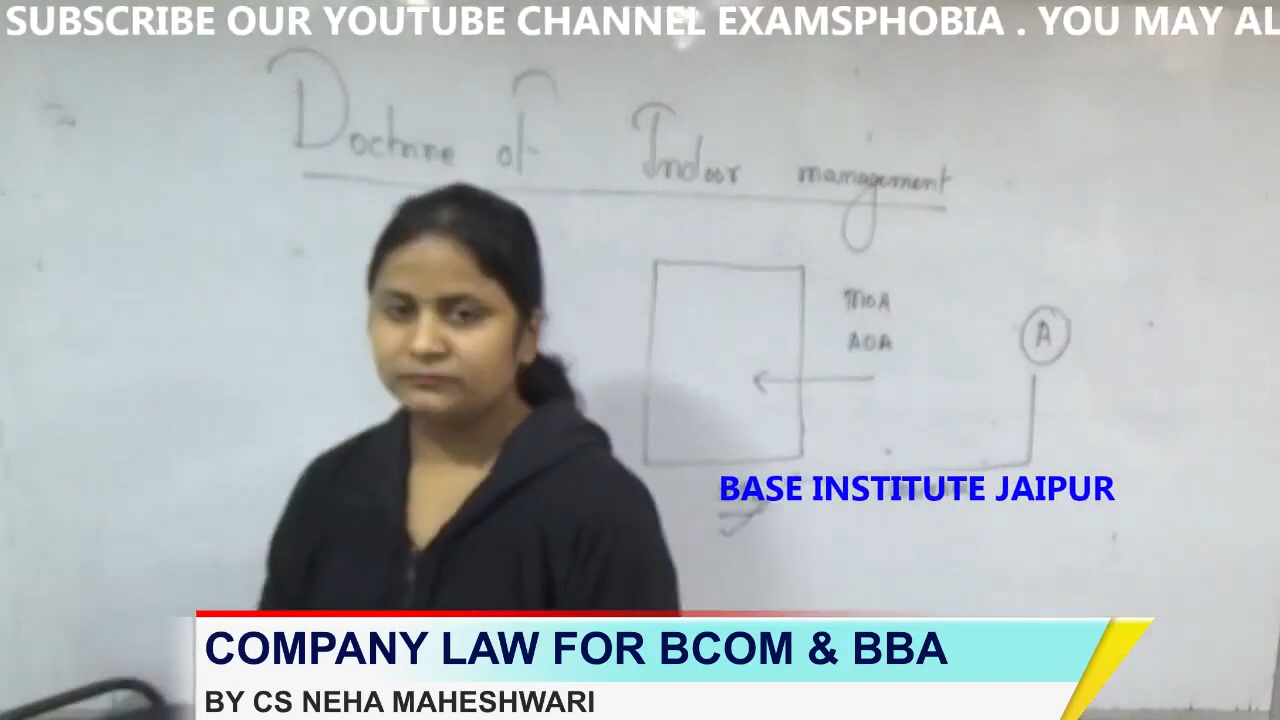 SUBSCRIBE OUR YOUTUBE CHANNEL EXAMSPHOBIA . YOU MAY AL
Doctrine of Indoor management
MOA
AOA
A
BASE INSTITUTE JAIPUR
COMPANY LAW FOR BCOM & BBA
BY CS NEHA MAHESHWARI